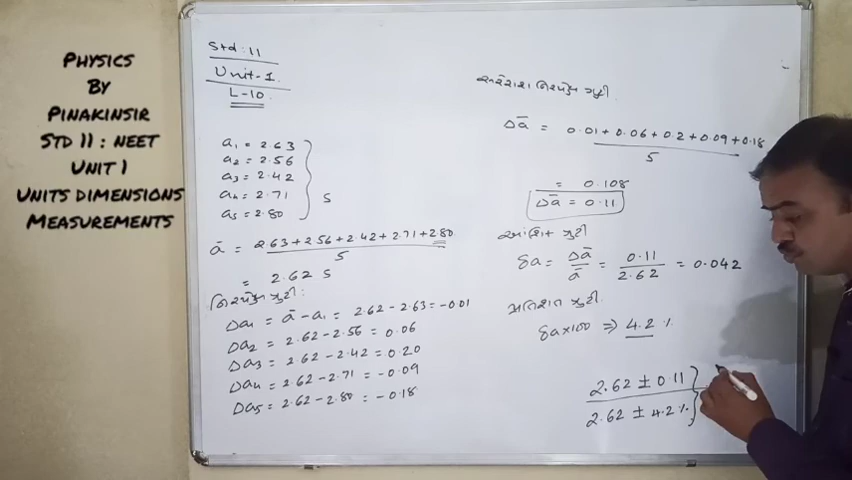 PHYSICS
BY
PINAKINSIR
STD 11 : NEET
UNIT 1
UNITS DIMENSIONS
MEASUREMENTS
Std: 11
Unit-1
L-10
a₁ = 2.63
a₂ = 2.56
a₃ = 2.42
a₄ = 2.71
a₅ = 2.80
} S
ā = 2.63+2.56+2.42+2.71+2.80 / 5
= 2.62 S
નિરપેક્ષ ત્રુટી:
Δa₁ = ā - a₁ = 2.62 - 2.63 = -0.01
Δa₂ = 2.62 - 2.56 = 0.06
Δa₃ = 2.62 - 2.42 = 0.20
Δa₄ = 2.62 - 2.71 = -0.09
Δa₅ = 2.62 - 2.80 = -0.18
સરેરાશ નિરપેક્ષ ત્રુટી
Δā = 0.01 + 0.06 + 0.2 + 0.09 + 0.18 / 5
= 0.108
Δā = 0.11
આંશિક ત્રુટી
δa = Δā / ā = 0.11 / 2.62 = 0.042
પ્રતિશત ત્રુટી.
δa×100 ⇒ 4.2 %
2.62 ± 0.11
2.62 ± 4.2 %
}